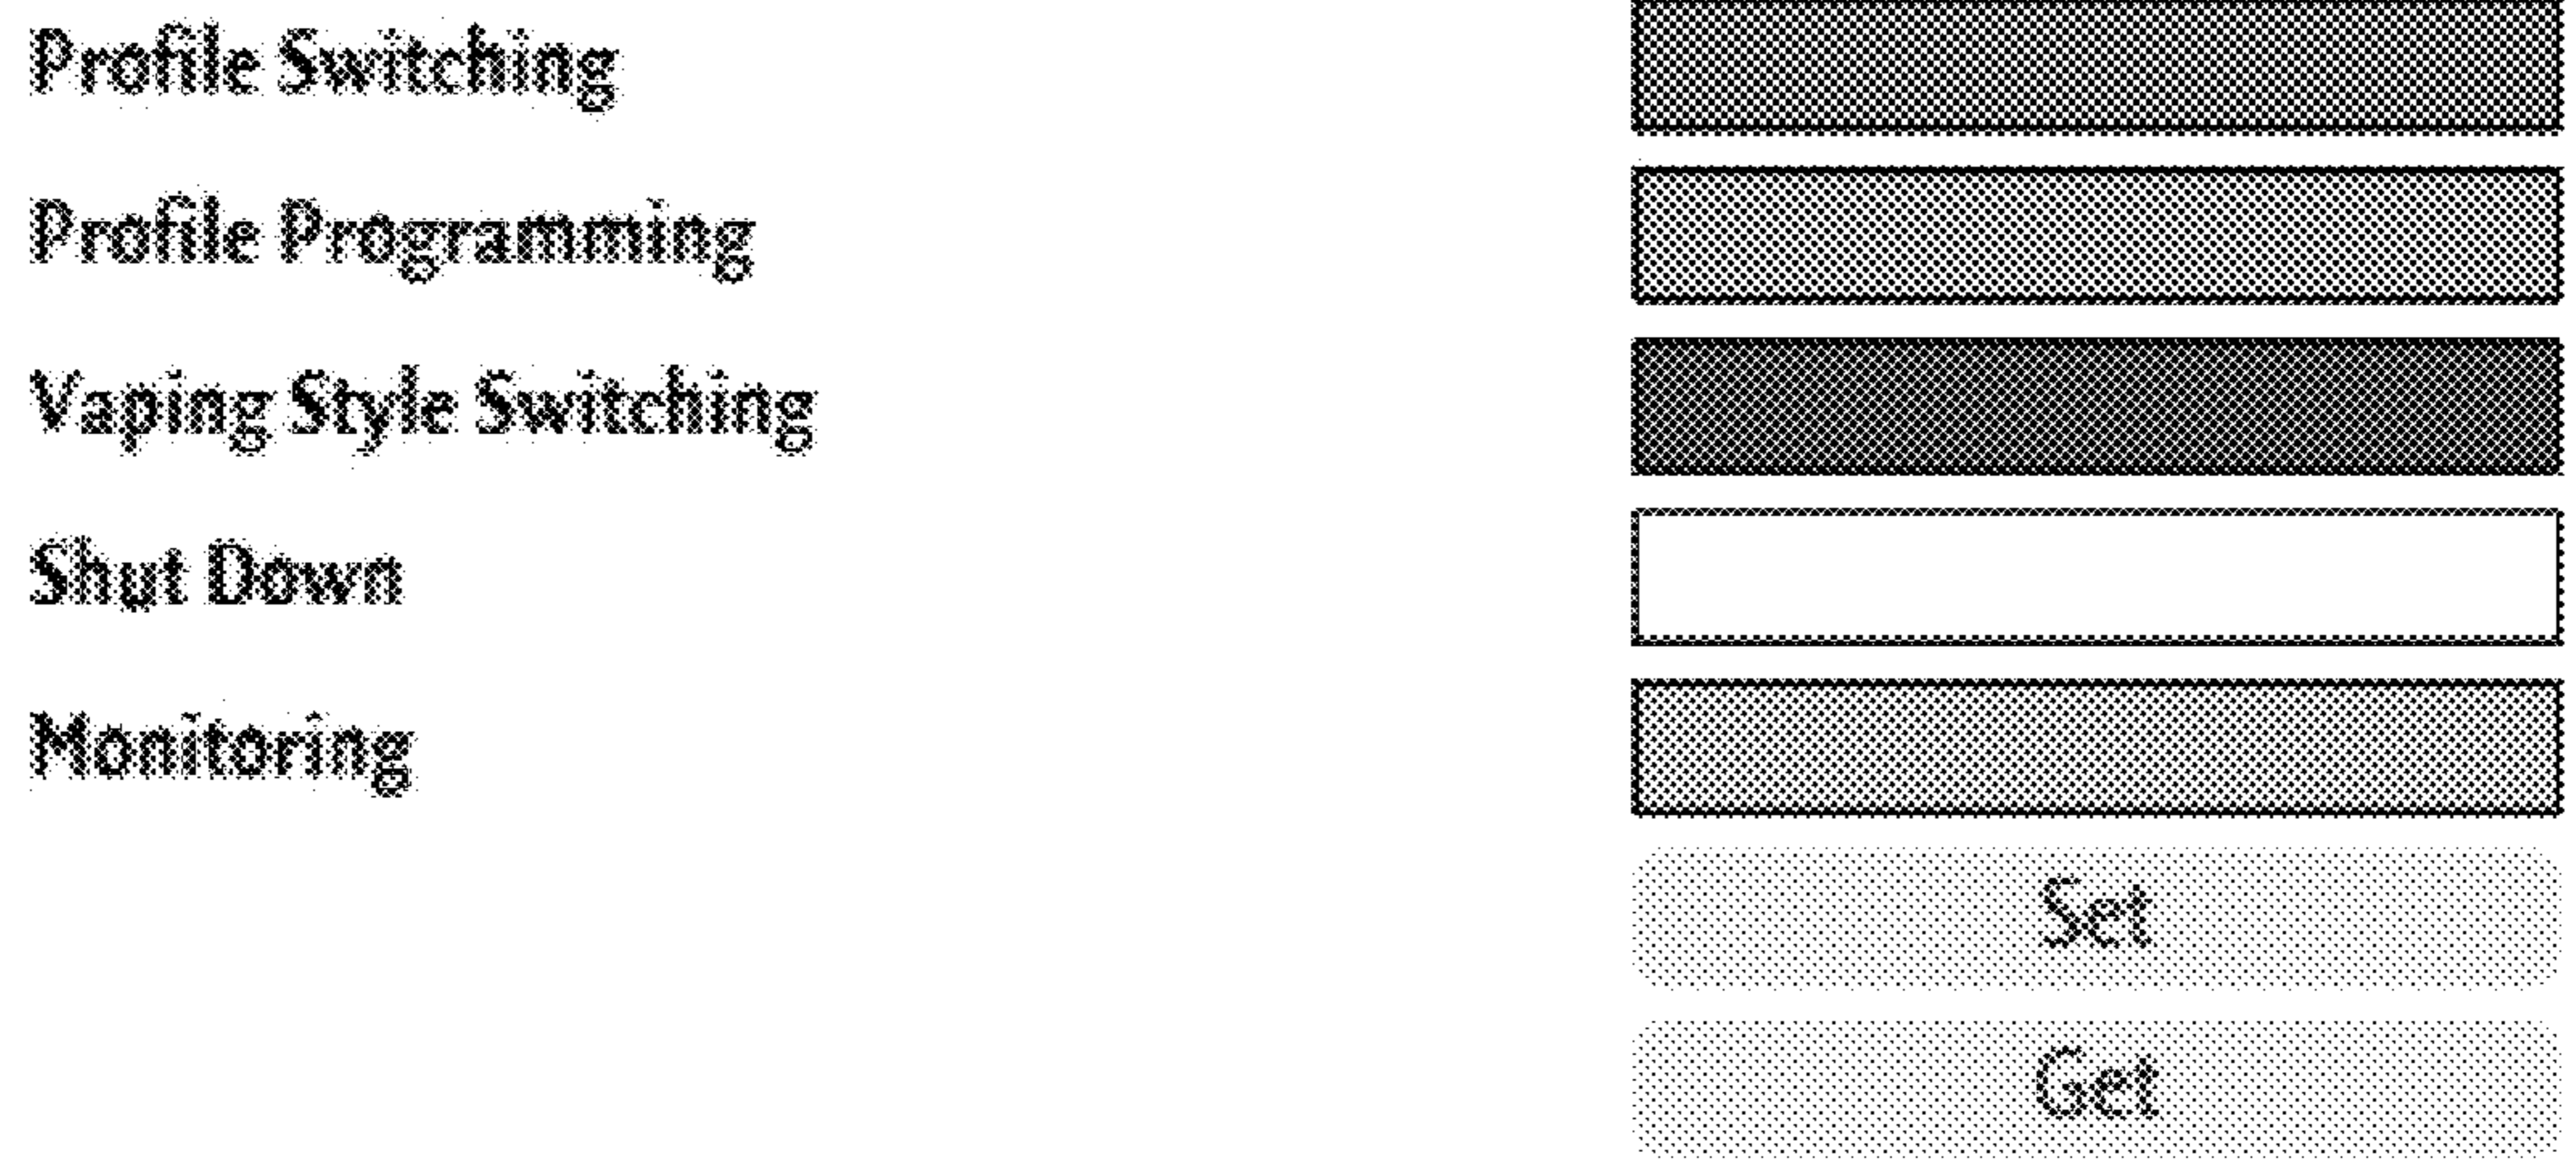 Profile Switching
Profile Programming
Vaping Style Switching
Shut Down
Monitoring
Set
Get